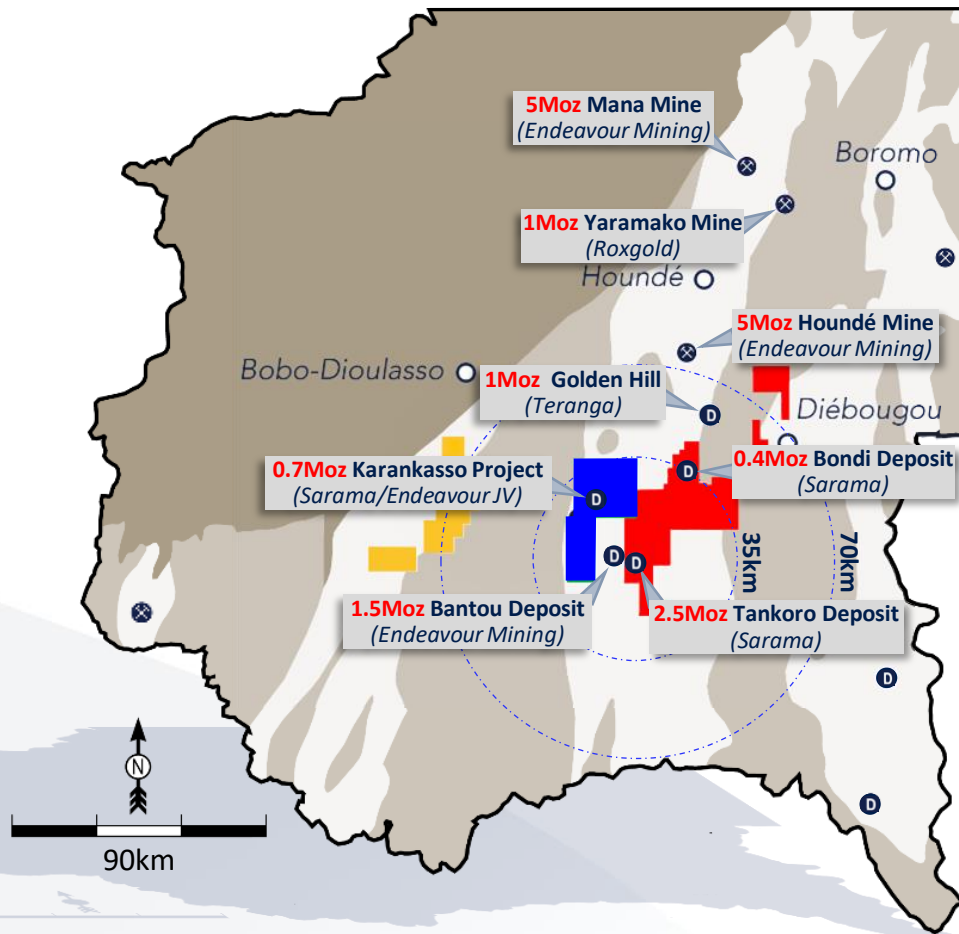 5Moz Mana Mine
(Endeavour Mining)
Boromo
1Moz Yaramako Mine
(Roxgold)
Houndé
5Moz Houndé Mine
(Endeavour Mining)
Bobo-Dioulasso
1Moz Golden Hill
(Teranga)
D
Diébougou
0.7Moz Karankasso Project
(Sarama/Endeavour JV)
D
D
0.4Moz Bondi Deposit
(Sarama)
35km
70km
D
D
1.5Moz Bantou Deposit
(Endeavour Mining)
2.5Moz Tankoro Deposit
(Sarama)
D
N
D
90km